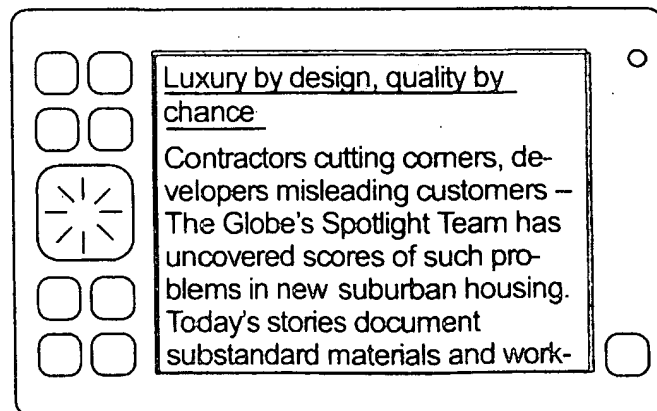 Luxury by design, quality by
chance
Contractors cutting corners, de-
velopers misleading customers –
The Globe's Spotlight Team has
uncovered scores of such pro-
blems in new suburban housing.
Today's stories document
substandard materials and work-